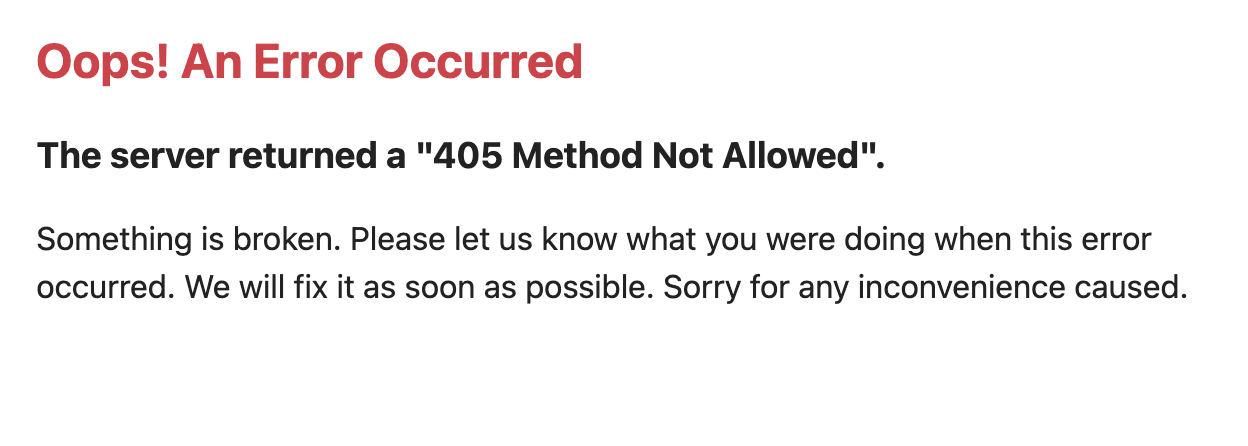 Oops! An Error Occurred
The server returned a "405 Method Not Allowed".
Something is broken. Please let us know what you were doing when this error
occurred. We will fix it as soon as possible. Sorry for any inconvenience caused.